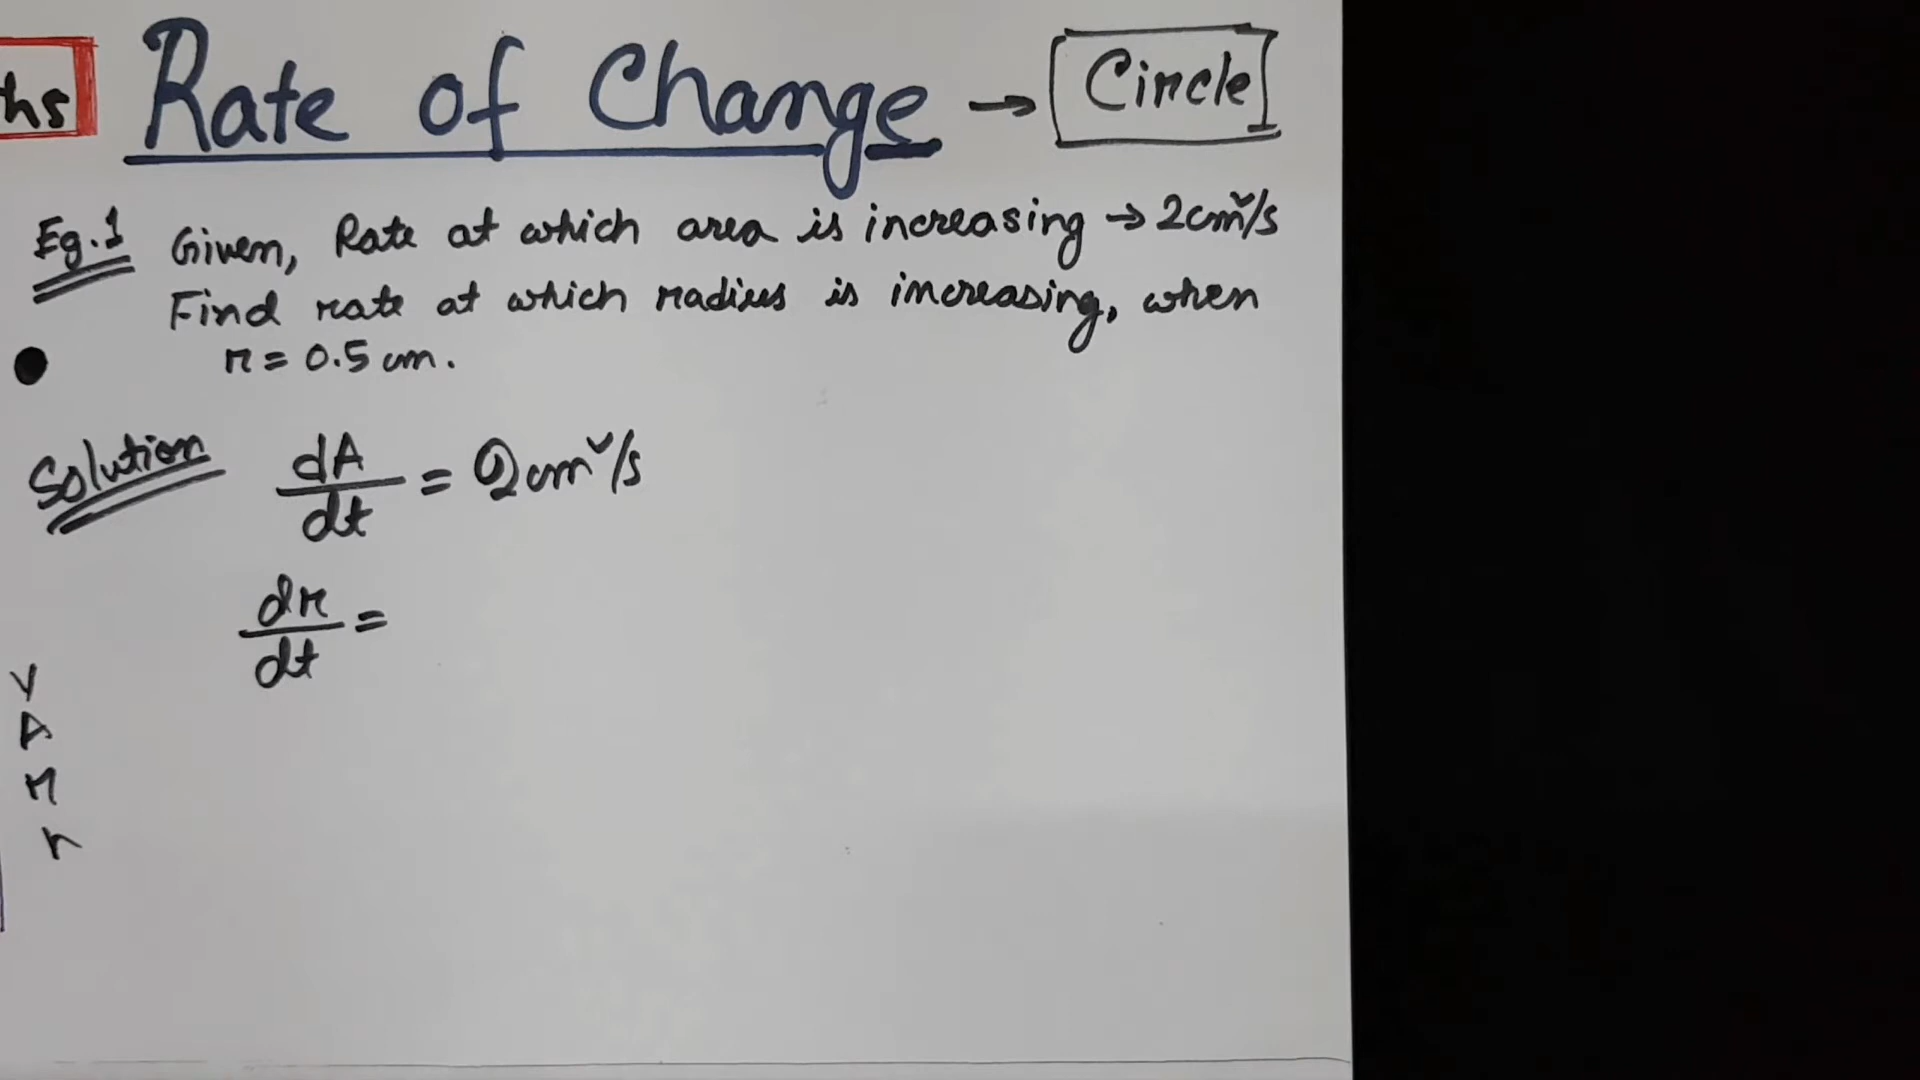 hs
Rate of Change → Circle
Eg.1 Given, Rate at which area is increasing → 2cm²/s
Find rate at which radius is increasing, when
r = 0.5 cm.
Solution dA/dt = 2cm²/s
dr/dt =
V
A
r
h